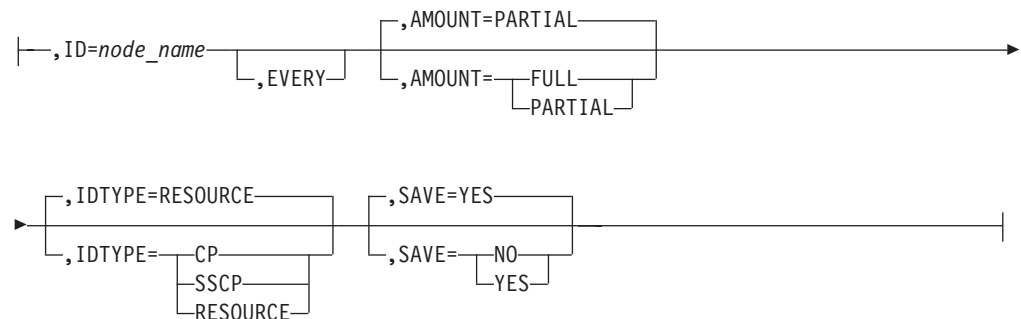 ,AMOUNT=PARTIAL
,ID=node_name
,EVERY
,AMOUNT=
FULL
PARTIAL
,IDTYPE=RESOURCE
,SAVE=YES
,IDTYPE=
CP
SSCP
RESOURCE
,SAVE=
NO
YES